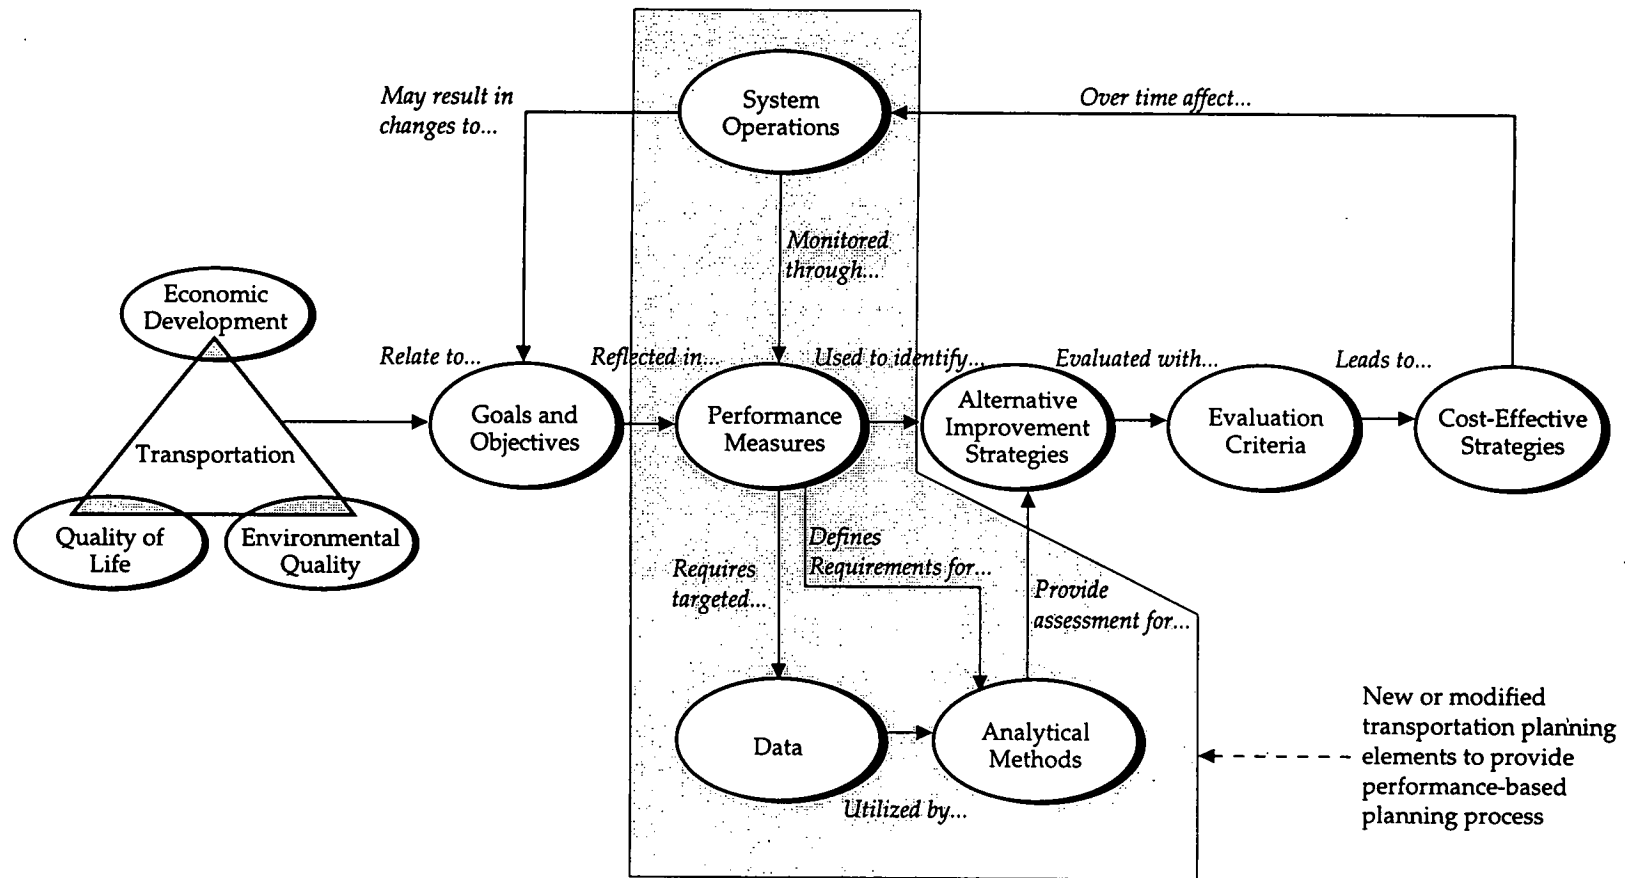 System
Operations
May result in
changes to...
Over time affect...
Monitored
through...
Economic
Development
Transportation
Quality of
Life
Environmental
Quality
Relate to...
Goals and
Objectives
Reflected in...
Performance
Measures
Used to identify...
Alternative
Improvement
Strategies
Evaluated with...
Evaluation
Criteria
Leads to...
Cost-Effective
Strategies
Requires
targeted...
Defines
Requirements for...
Provide
assessment for...
Data
Utilized by...
Analytical
Methods
New or modified
transportation planning
elements to provide
performance-based
planning process